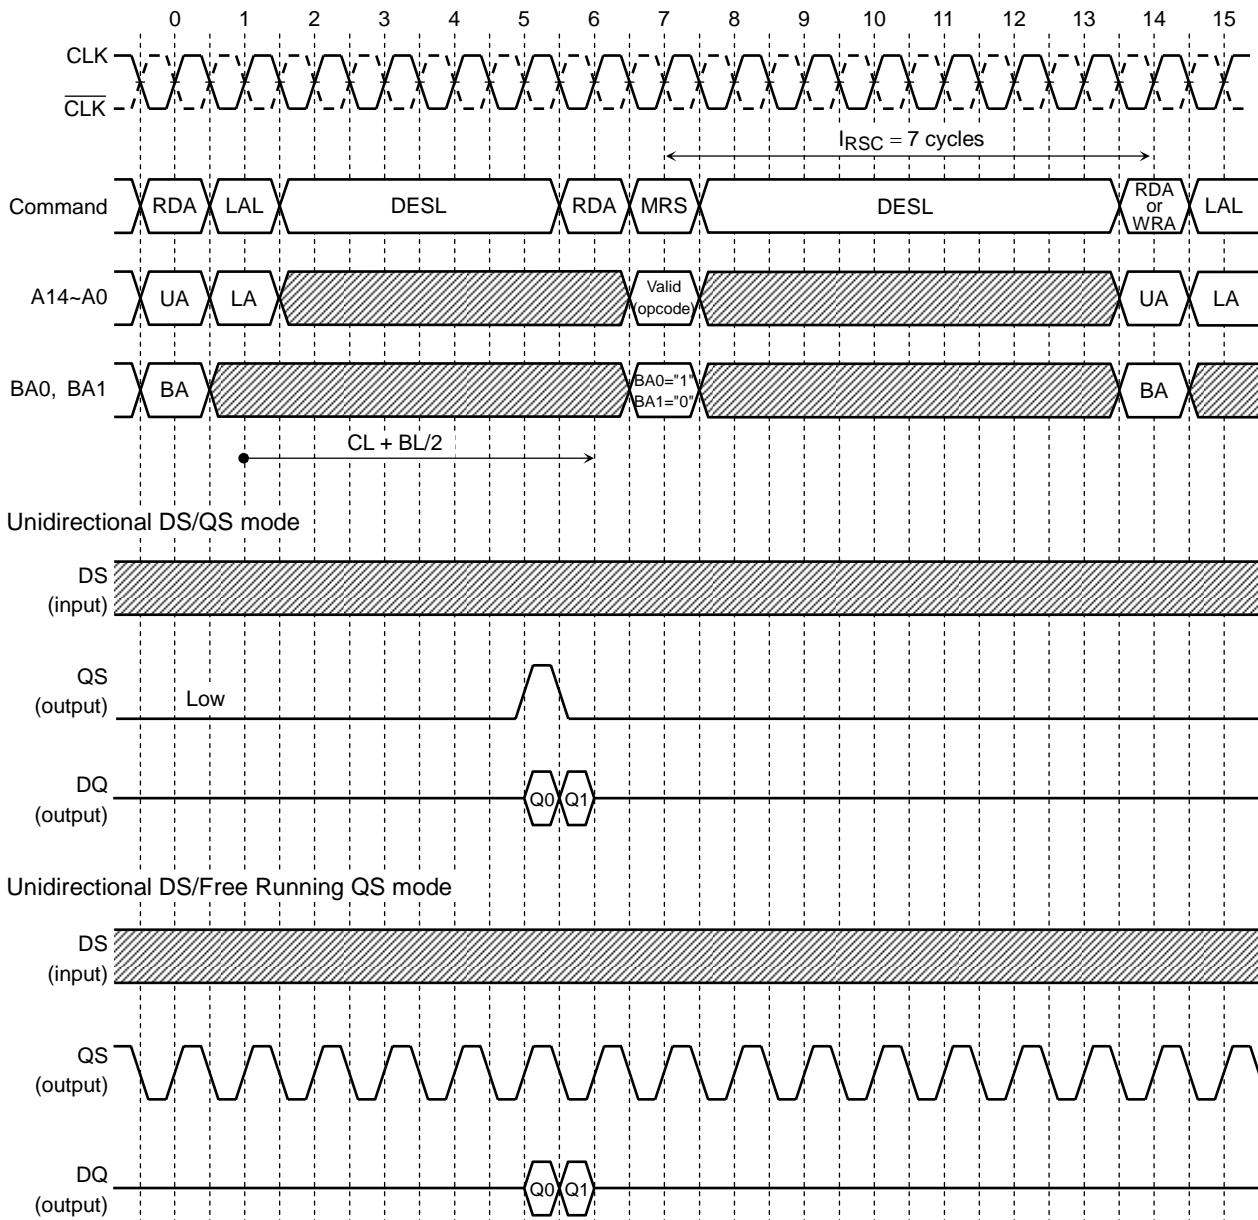 0 1 2 3 4 5 6 7 8 9 10 11 12 13 14 15
CLK
CLK
IRSC = 7 cycles
Command RDA LAL DESL RDA MRS DESL RDA or WRA LAL
A14~A0 UA LA Valid (opcode) UA LA
BA0, BA1 BA BA0="1" BA1="0" BA
CL + BL/2
Unidirectional DS/QS mode
DS
(input)
QS
(output)
Low
DQ
(output)
Q0 Q1
Unidirectional DS/Free Running QS mode
DS
(input)
QS
(output)
DQ
(output)
Q0 Q1